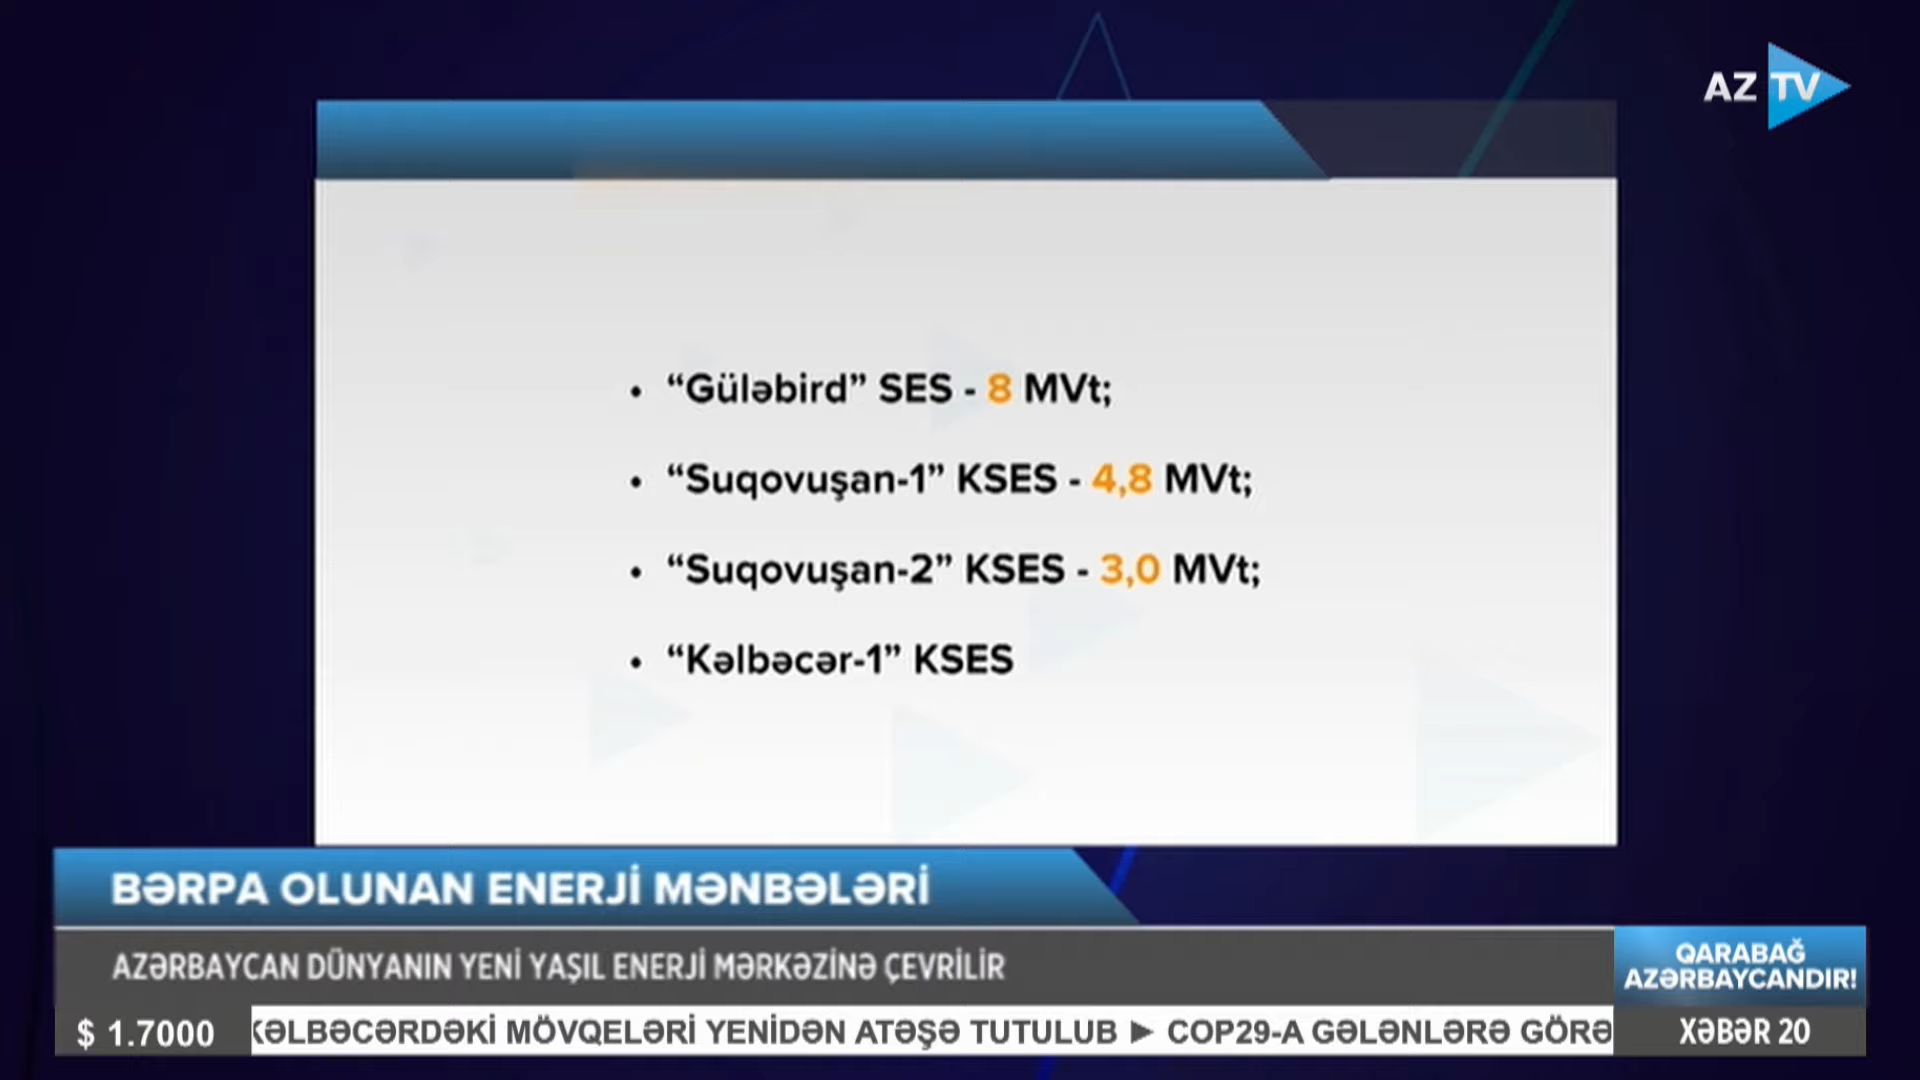 AZ TV
• “Güləbird” SES - 8 MVt;
• “Suqovuşan-1” KSES - 4,8 MVt;
• “Suqovuşan-2” KSES - 3,0 MVt;
• “Kəlbəcər-1” KSES
BƏRPA OLUNAN ENERJİ MƏNBƏLƏRİ
AZƏRBAYCAN DÜNYANIN YENİ YAŞIL ENERJİ MƏRKƏZİNƏ ÇEVRİLİR
QARABAĞ
AZƏRBAYCANDIR!
$ 1.7000
KƏLBƏCƏRDƏKİ MÖVQELƏRİ YENİDƏN ATƏŞƏ TUTULUB ▶ COP29-A GƏLƏNLƏRƏ GÖRƏ
XƏBƏR 20